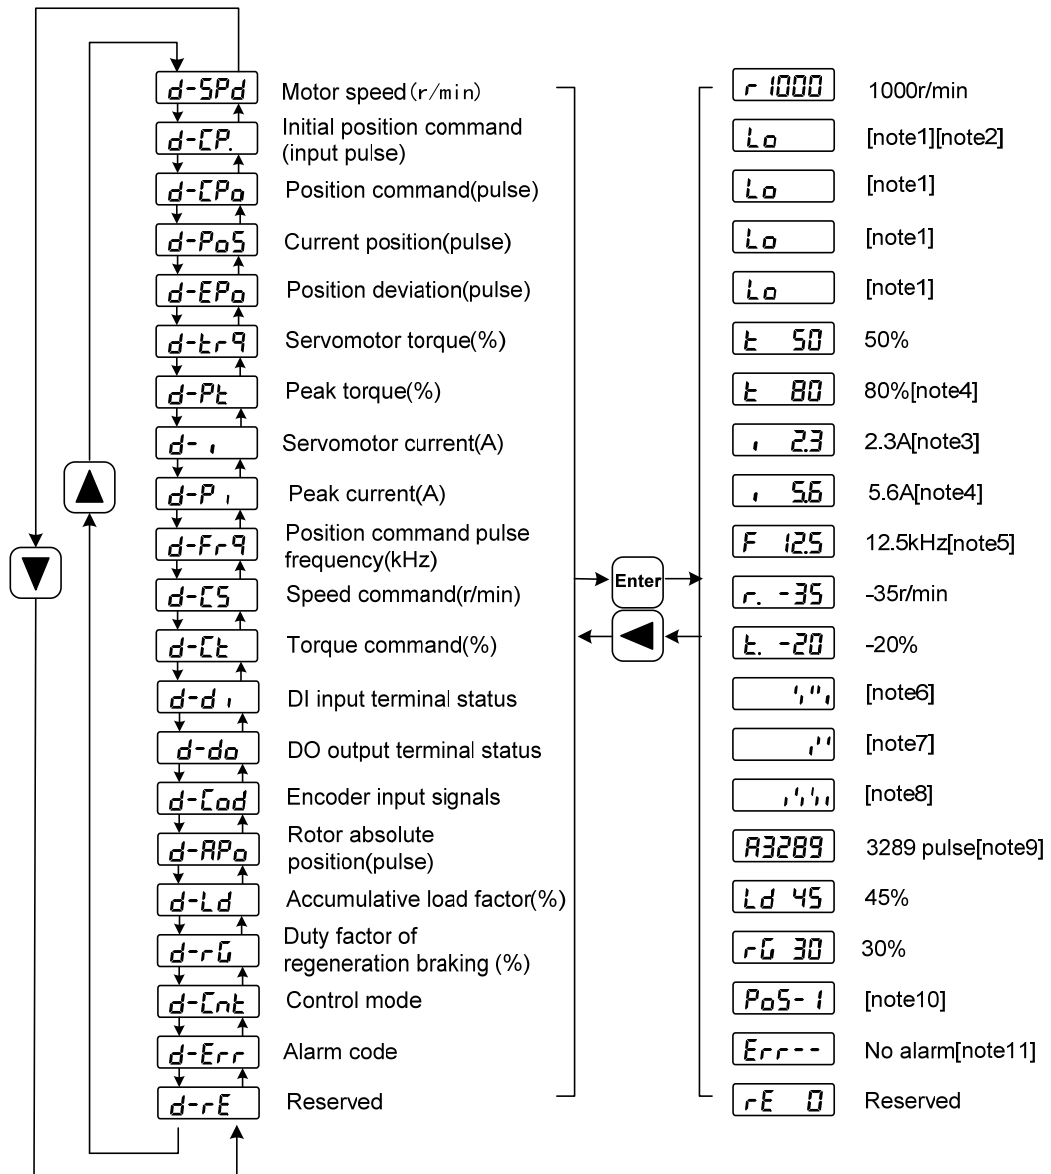 d-SPd Motor speed(r/min) r 1000 1000r/min
d-CP. Initial position command
(input pulse) Lo [note1][note2]
d-CPo Position command(pulse) Lo [note1]
d-PoS Current position(pulse) Lo [note1]
d-EPo Position deviation(pulse) Lo [note1]
d-trq Servomotor torque(%) t 50 50%
d-Pt Peak torque(%) t 80 80%[note4]
d- i Servomotor current(A) i 2.3 2.3A[note3]
d-P i Peak current(A) i 5.6 5.6A[note4]
d-Frq Position command pulse
frequency(kHz) F 12.5 12.5kHz[note5]
Enter
d-CS Speed command(r/min) r. -35 -35r/min
d-Ct Torque command(%) t. -20 -20%
d-d i DI input terminal status [note6]
d-do DO output terminal status [note7]
d-Cod Encoder input signals [note8]
d-APo Rotor absolute
position(pulse) A3289 3289 pulse[note9]
d-Ld Accumulative load factor(%) Ld 45 45%
d-rG Duty factor of
regeneration braking (%) rG 30 30%
d-Cnt Control mode PoS- 1 [note10]
d-Err Alarm code Err-- No alarm[note11]
d-rE Reserved rE 0 Reserved